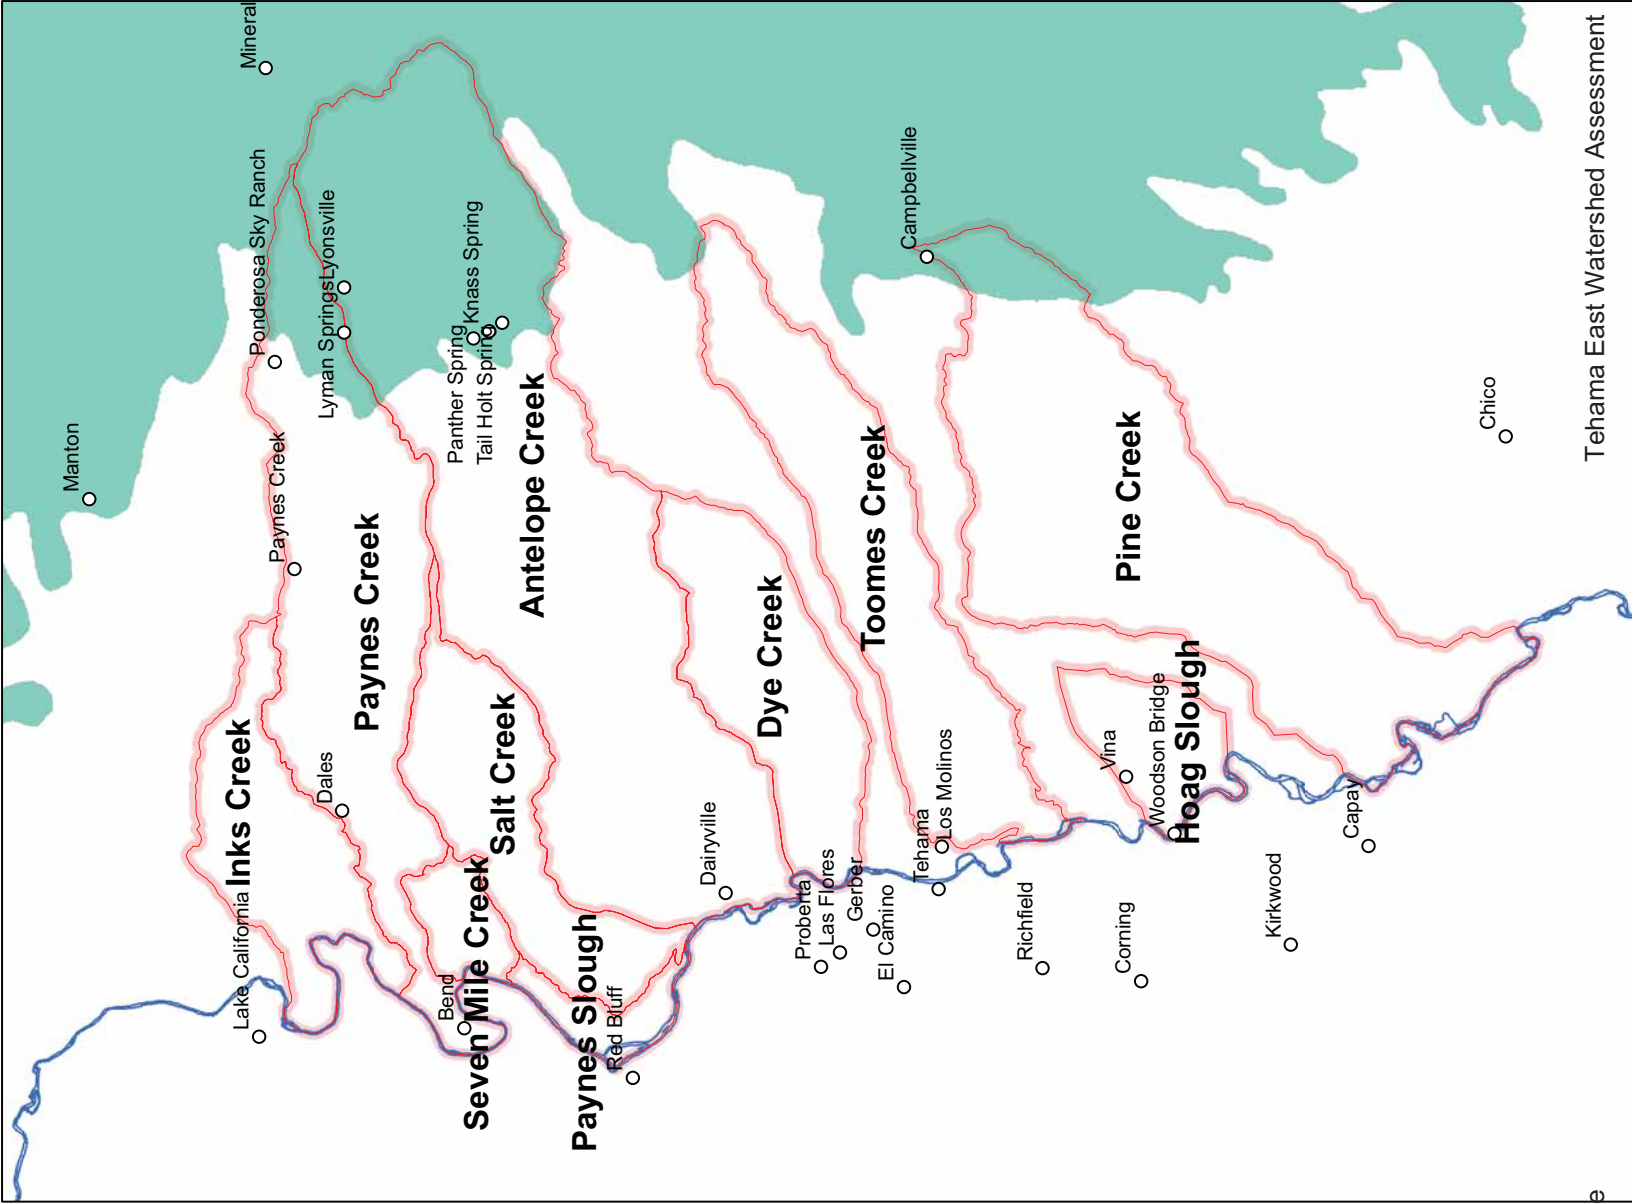 Mineral
Manton
Ponderosa Sky Ranch
Lyonsville
Lyman Springs
Knass Spring
Panther Spring
Tail Holt Spring
Campbellville
Paynes Creek
Paynes Creek
Antelope Creek
Toomes Creek
Pine Creek
Chico
Inks Creek
Dales
Salt Creek
Dye Creek
Dairyville
Los Molinos
Tehama
Vina
Woodson Bridge
Hoag Slough
Capay
Lake California
Bend
Seven Mile Creek
Paynes Slough
Red Bluff
Proberta
Las Flores
Gerber
El Camino
Richfield
Corning
Kirkwood
Tehama East Watershed Assessment
e